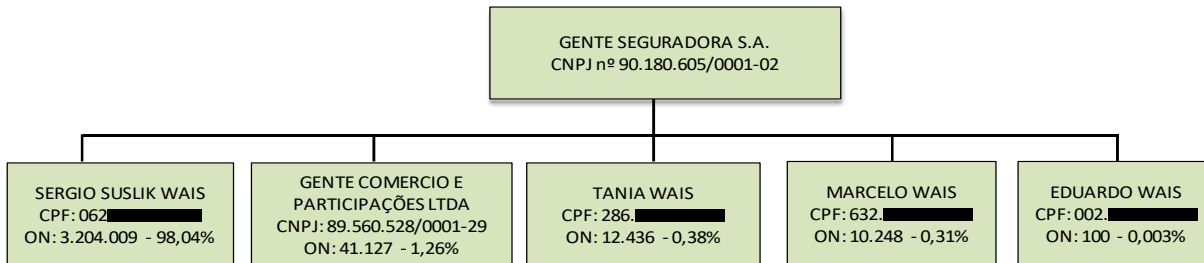 GENTE SEGURADORA S.A.
CNPJ nº 90.180.605/0001-02
SERGIO SUSLIK WAIS
CPF: 062
ON: 3.204.009 - 98,04%
GENTE COMERCIO E
PARTICIPAÇÕES LTDA
CNPJ: 89.560.528/0001-29
ON: 41.127 - 1,26%
TANIA WAIS
CPF: 286.
ON: 12.436 - 0,38%
MARCELO WAIS
CPF: 632.
ON: 10.248 - 0,31%
EDUARDO WAIS
CPF: 002.
ON: 100 - 0,003%